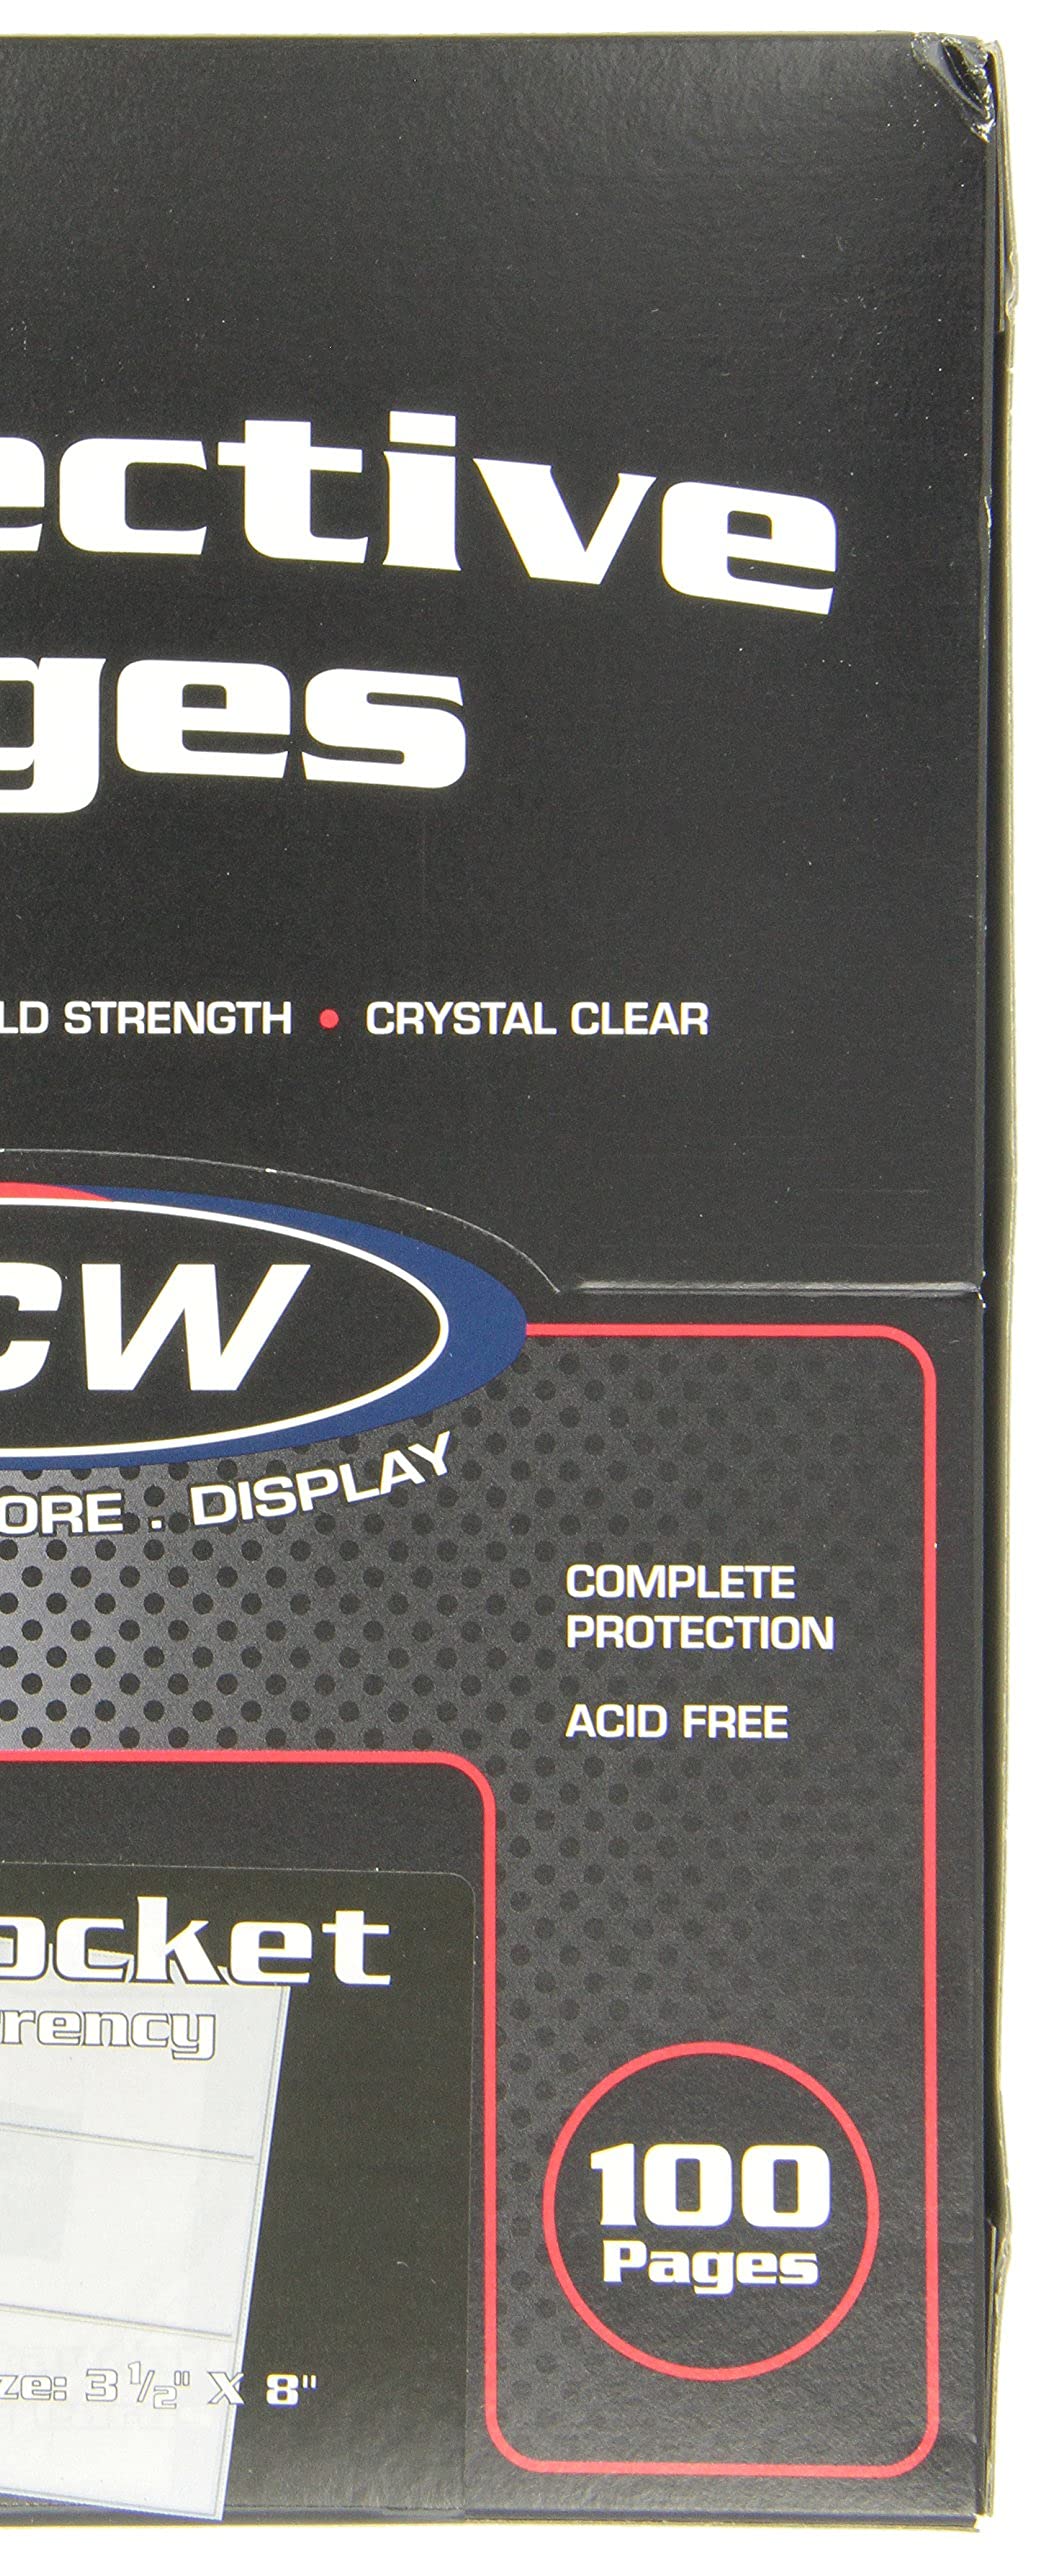 ective
ges
LD STRENGTH • CRYSTAL CLEAR
CW
ORE . DISPLAY
COMPLETE
PROTECTION
ACID FREE
ocket
rrency
100
Pages
ze: 3 1/2" X 8"